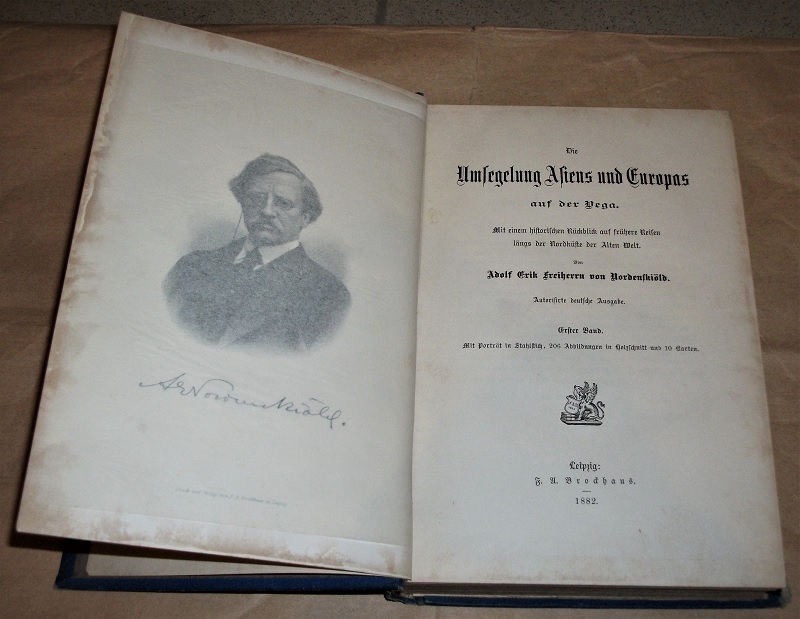 A E Nordenskiöld.
Die
Umsegelung Asiens und Europas
auf der Vega.
Mit einem historischen Rückblick auf frühere Reisen
längs der Nordküste der Alten Welt.
Von
Adolf Erik Freiherrn von Nordenskiöld.
Autorisirte deutsche Ausgabe.
Erster Band.
Mit Porträt in Stahlstich, 206 Abbildungen in Holzschnitt und 10 Karten.
Leipzig:
F. A. Brockhaus.
1882.